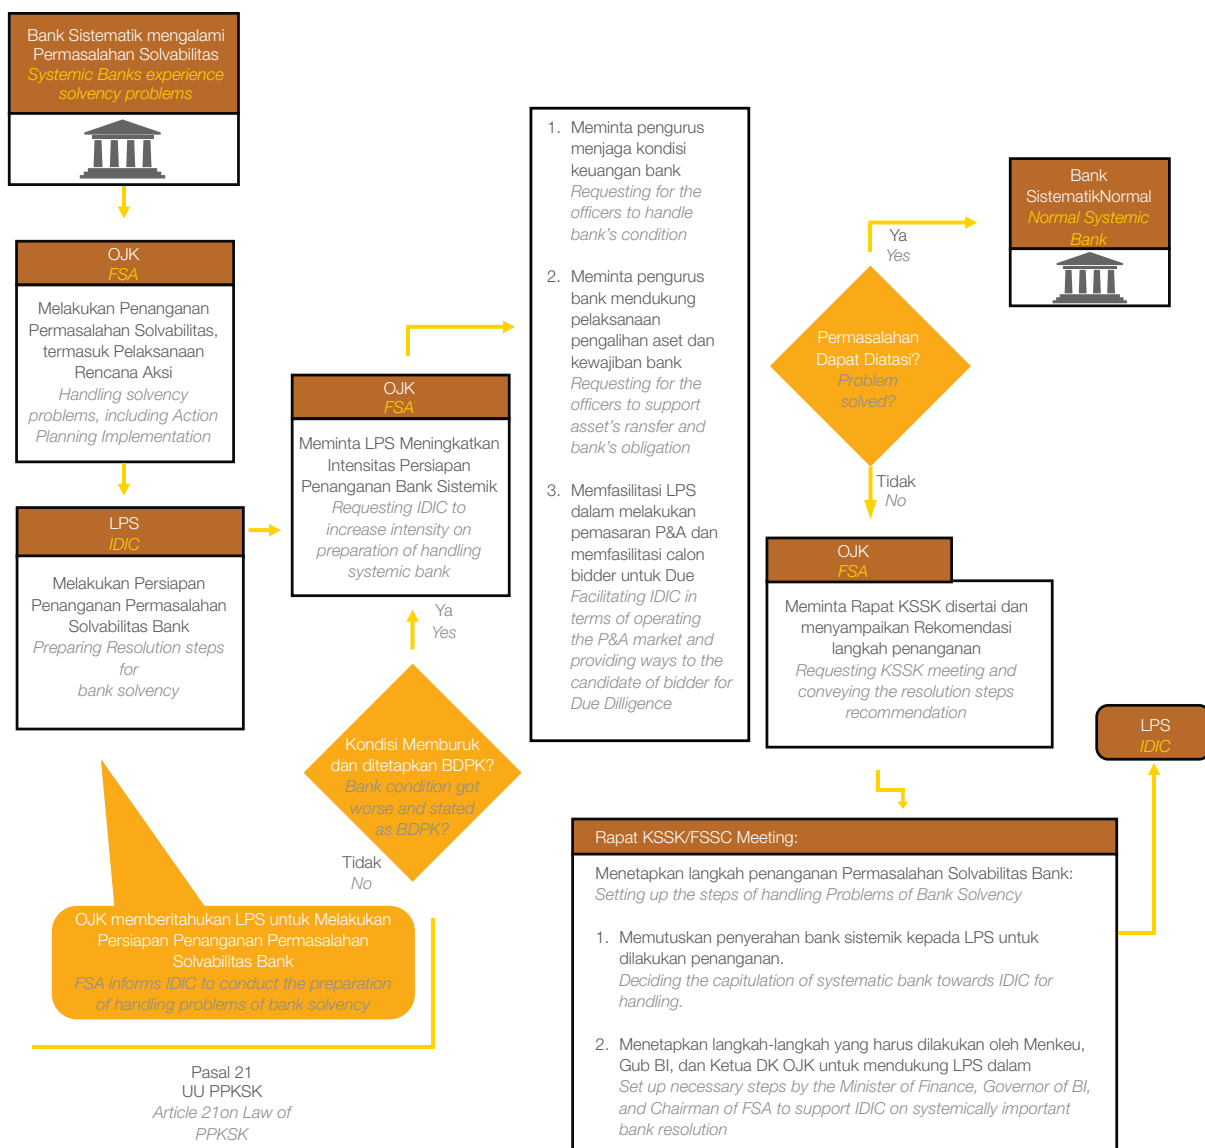 Bank Sistematik mengalami
Permasalahan Solvabilitas
Systemic Banks experience
solvency problems
OJK
FSA
Melakukan Penanganan
Permasalahan Solvabilitas,
termasuk Pelaksanaan
Rencana Aksi
Handling solvency
problems, including Action
Planning Implementation
LPS
IDIC
Melakukan Persiapan
Penanganan Permasalahan
Solvabilitas Bank
Preparing Resolution steps
for
bank solvency
OJK memberitahukan LPS untuk Melakukan
Persiapan Penanganan Permasalahan
Solvabilitas Bank
FSA informs IDIC to conduct the preparation
of handling problems of bank solvency
Pasal 21
UU PPKSK
Article 21on Law of
PPKSK
OJK
FSA
Meminta LPS Meningkatkan
Intensitas Persiapan
Penanganan Bank Sistemik
Requesting IDIC to
increase intensity on
preparation of handling
systemic bank
Ya
Yes
Kondisi Memburuk
dan ditetapkan BDPK?
Bank condition got
worse and stated
as BDPK?
Tidak
No
1. Meminta pengurus
menjaga kondisi
keuangan bank
Requesting for the
officers to handle
bank's condition
2. Meminta pengurus
bank mendukung
pelaksanaan
pengalihan aset dan
kewajiban bank
Requesting for the
officers to support
asset's ransfer and
bank's obligation
3. Memfasilitasi LPS
dalam melakukan
pemasaran P&A dan
memfasilitasi calon
bidder untuk Due
Facilitating IDIC in
terms of operating
the P&A market and
providing ways to the
candidate of bidder for
Due Dilligence
Bank
SistematikNormal
Normal Systemic
Bank
Ya
Yes
Permasalahan
Dapat Diatasi?
Problem
solved?
Tidak
No
OJK
FSA
Meminta Rapat KSSK disertai dan
menyampaikan Rekomendasi
langkah penanganan
Requesting KSSK meeting and
conveying the resolution steps
recommendation
LPS
IDIC
Rapat KSSK/FSSC Meeting:
Menetapkan langkah penanganan Permasalahan Solvabilitas Bank:
Setting up the steps of handling Problems of Bank Solvency
1. Memutuskan penyerahan bank sistemik kepada LPS untuk
dilakukan penanganan.
Deciding the capitulation of systematic bank towards IDIC for
handling.
2. Menetapkan langkah-langkah yang harus dilakukan oleh Menkeu,
Gub BI, dan Ketua DK OJK untuk mendukung LPS dalam
Set up necessary steps by the Minister of Finance, Governor of BI,
and Chairman of FSA to support IDIC on systemically important
bank resolution